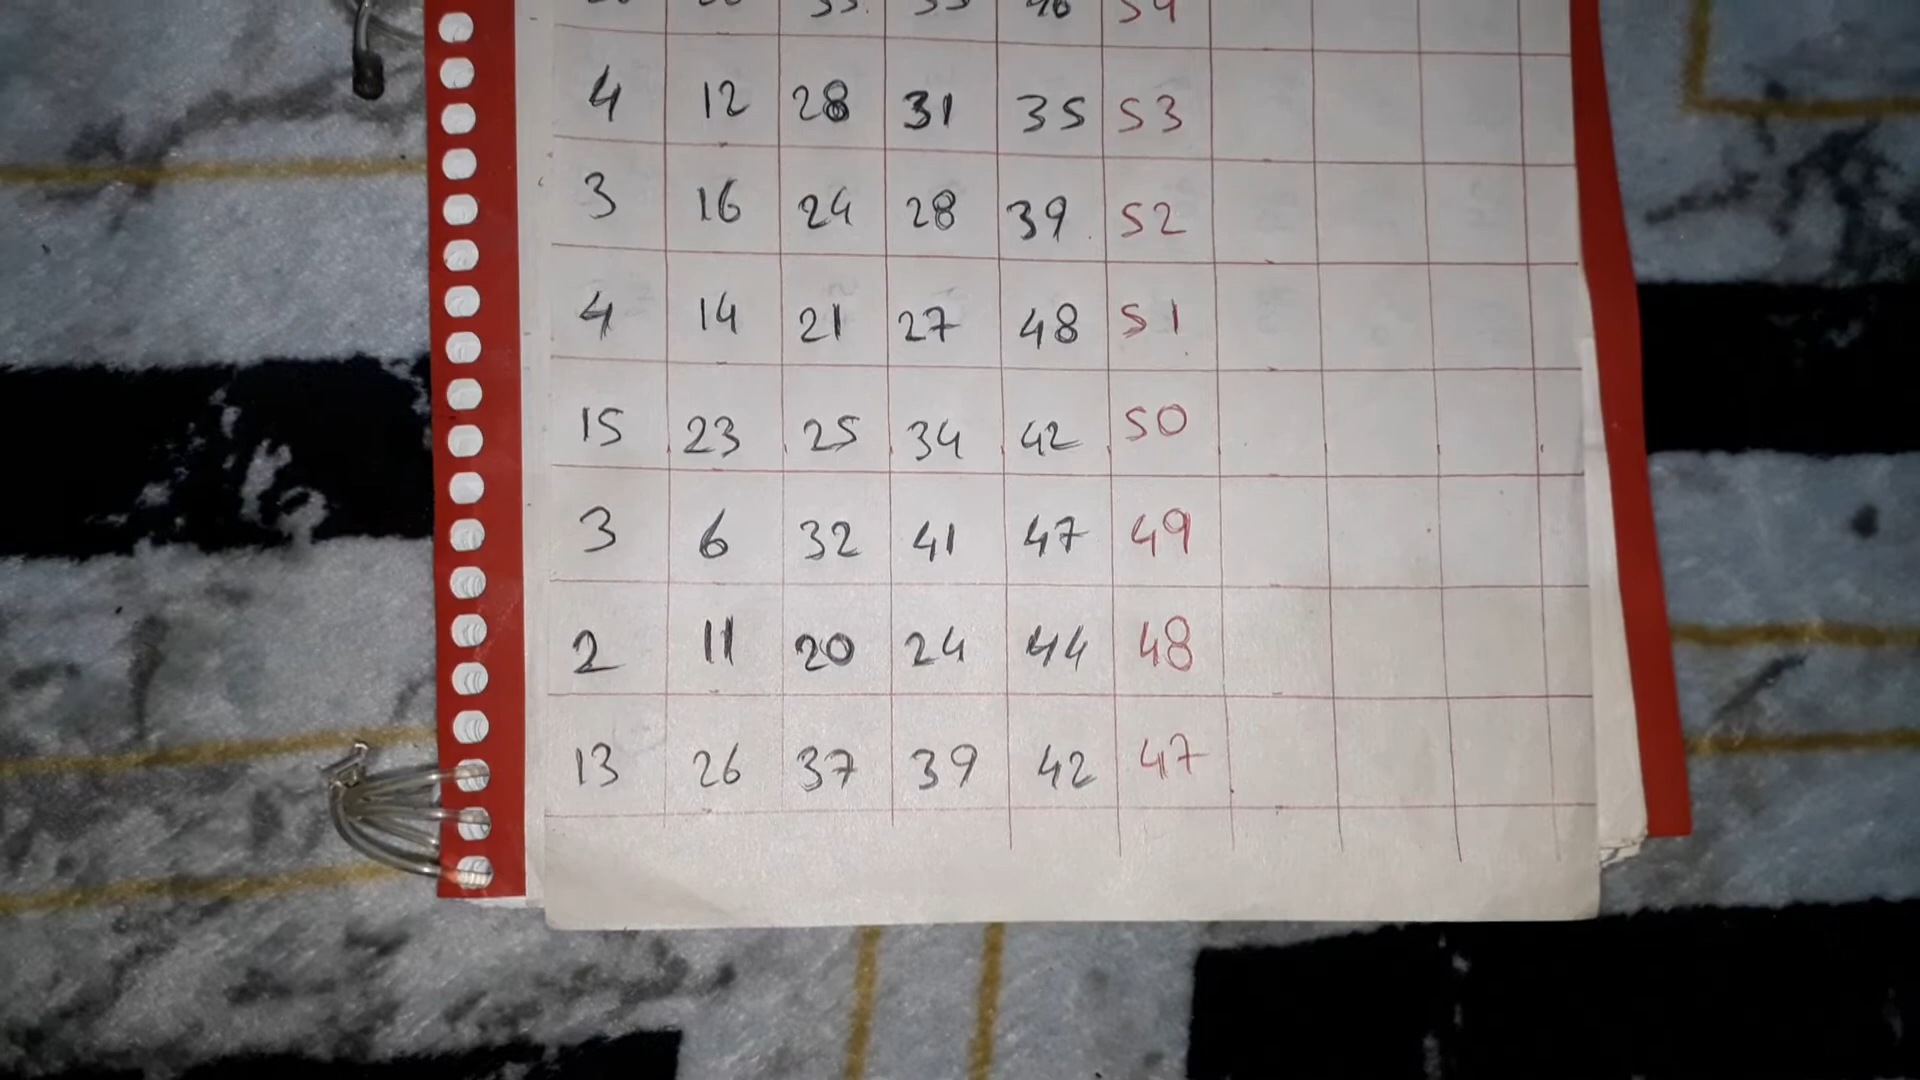 54
4 12 28 31 35 53
3 16 24 28 39 52
4 14 21 27 48 51
15 23 25 34 42 50
3 6 32 41 47 49
2 11 20 24 44 48
13 26 37 39 42 47